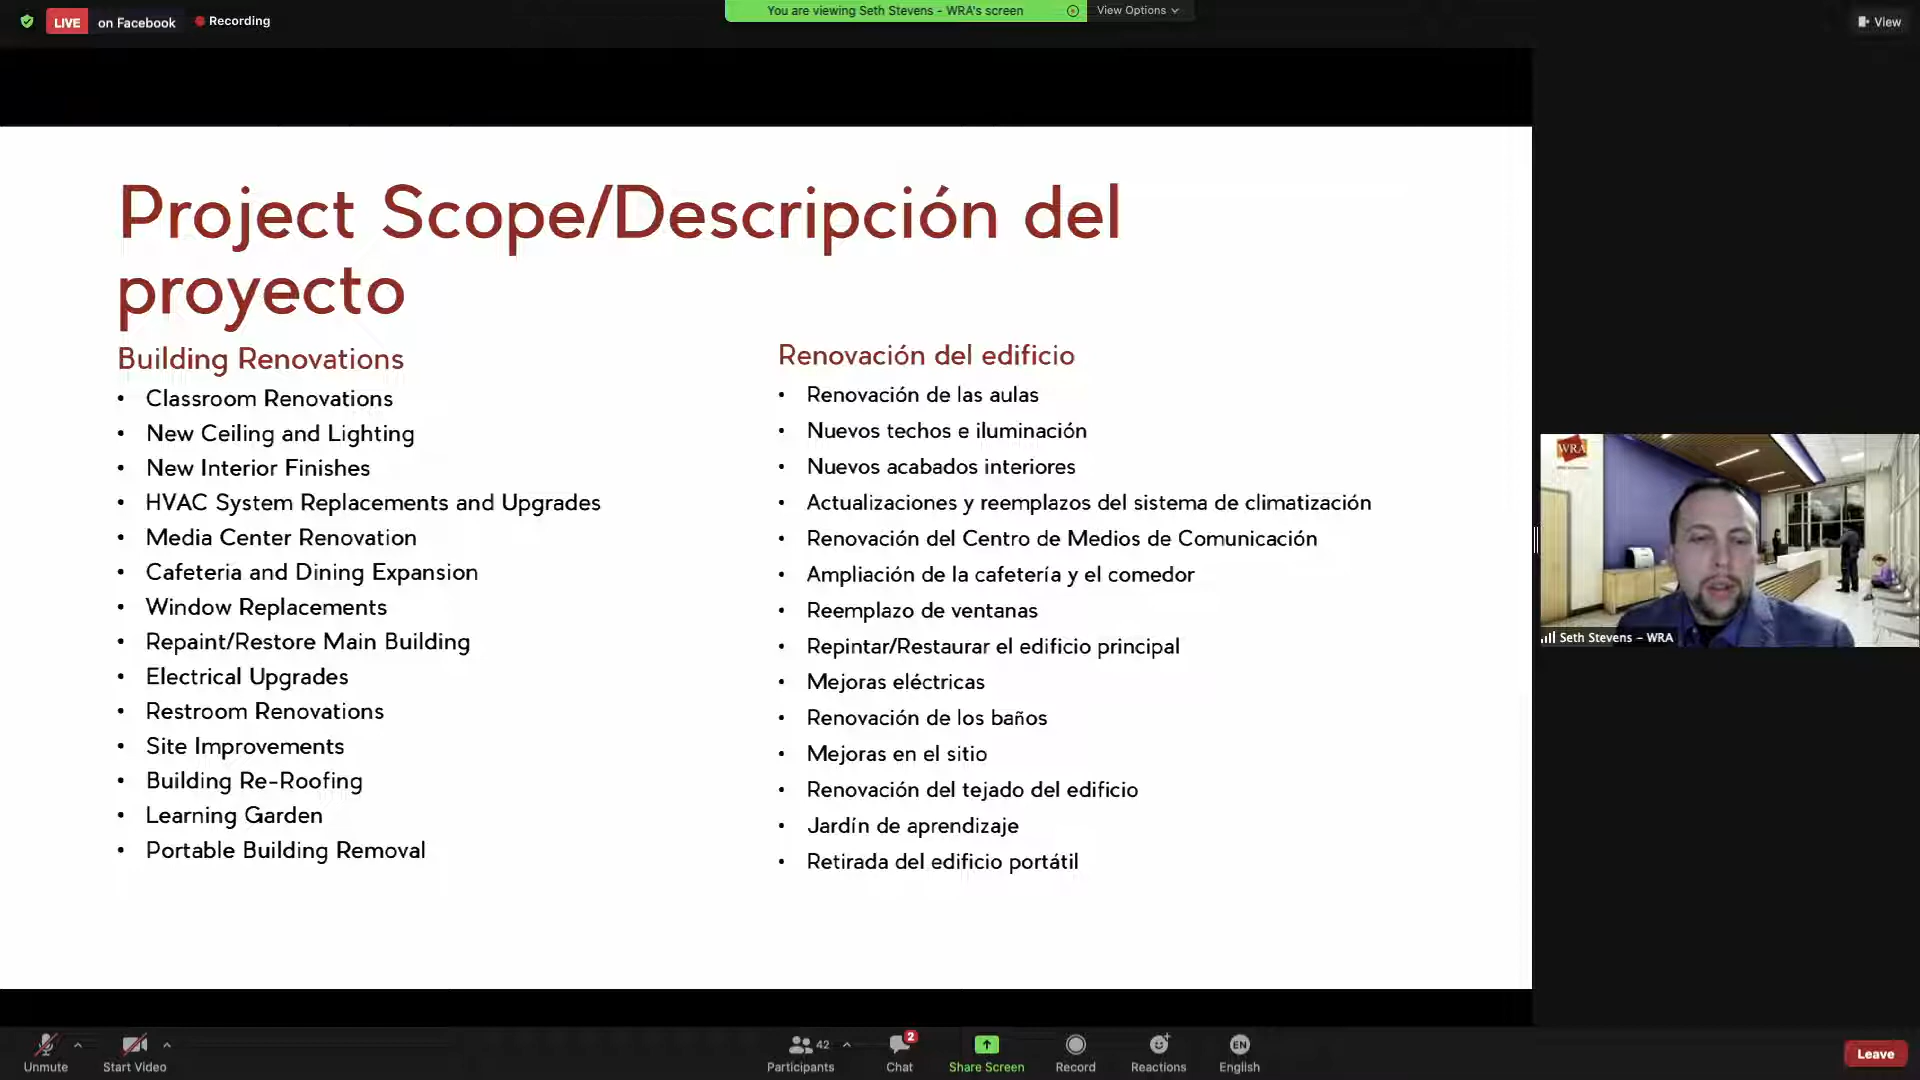 LIVE on Facebook Recording
You are viewing Seth Stevens - WRA's screen View Options
View
Project Scope/Descripción del
proyecto
Building Renovations
• Classroom Renovations
• New Ceiling and Lighting
• New Interior Finishes
• HVAC System Replacements and Upgrades
• Media Center Renovation
• Cafeteria and Dining Expansion
• Window Replacements
• Repaint/Restore Main Building
• Electrical Upgrades
• Restroom Renovations
• Site Improvements
• Building Re-Roofing
• Learning Garden
• Portable Building Removal
Renovación del edificio
• Renovación de las aulas
• Nuevos techos e iluminación
• Nuevos acabados interiores
• Actualizaciones y reemplazos del sistema de climatización
• Renovación del Centro de Medios de Comunicación
• Ampliación de la cafetería y el comedor
• Reemplazo de ventanas
• Repintar/Restaurar el edificio principal
• Mejoras eléctricas
• Renovación de los baños
• Mejoras en el sitio
• Renovación del tejado del edificio
• Jardín de aprendizaje
• Retirada del edificio portátil
WRA
Seth Stevens - WRA
42
2
EN
Unmute Start Video Participants Chat Share Screen Record Reactions English Leave